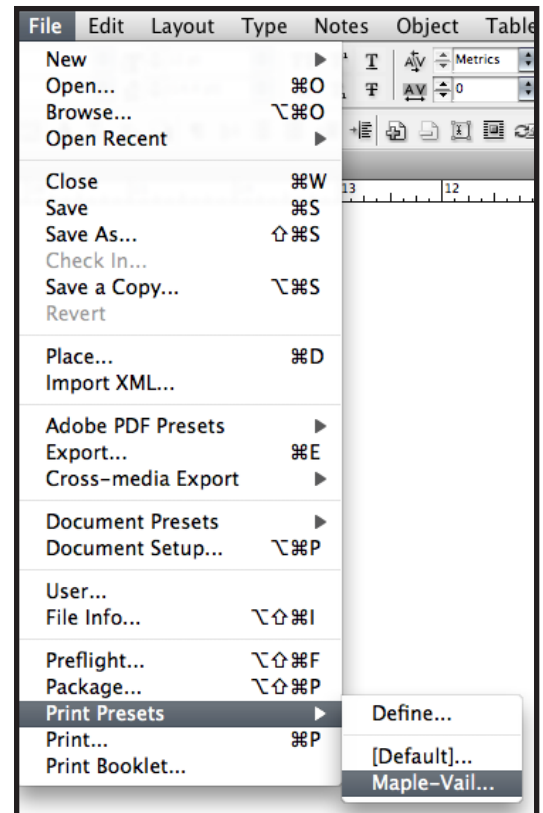 File Edit Layout Type Notes Object Table
New ▶
Open... ⌘O
Browse... ⌥⌘O
Open Recent ▶
Close ⌘W
Save ⌘S
Save As... ⇧⌘S
Check In...
Save a Copy... ⌥⌘S
Revert
Place... ⌘D
Import XML...
Adobe PDF Presets ▶
Export... ⌘E
Cross-media Export ▶
Document Presets ▶
Document Setup... ⌥⌘P
User...
File Info... ⌥⇧⌘I
Preflight... ⌥⇧⌘F
Package... ⌥⇧⌘P
Print Presets ▶
Print... ⌘P
Print Booklet...
Define...
[Default]...
Maple-Vail...
T AV Metrics
T AV 0
13 12